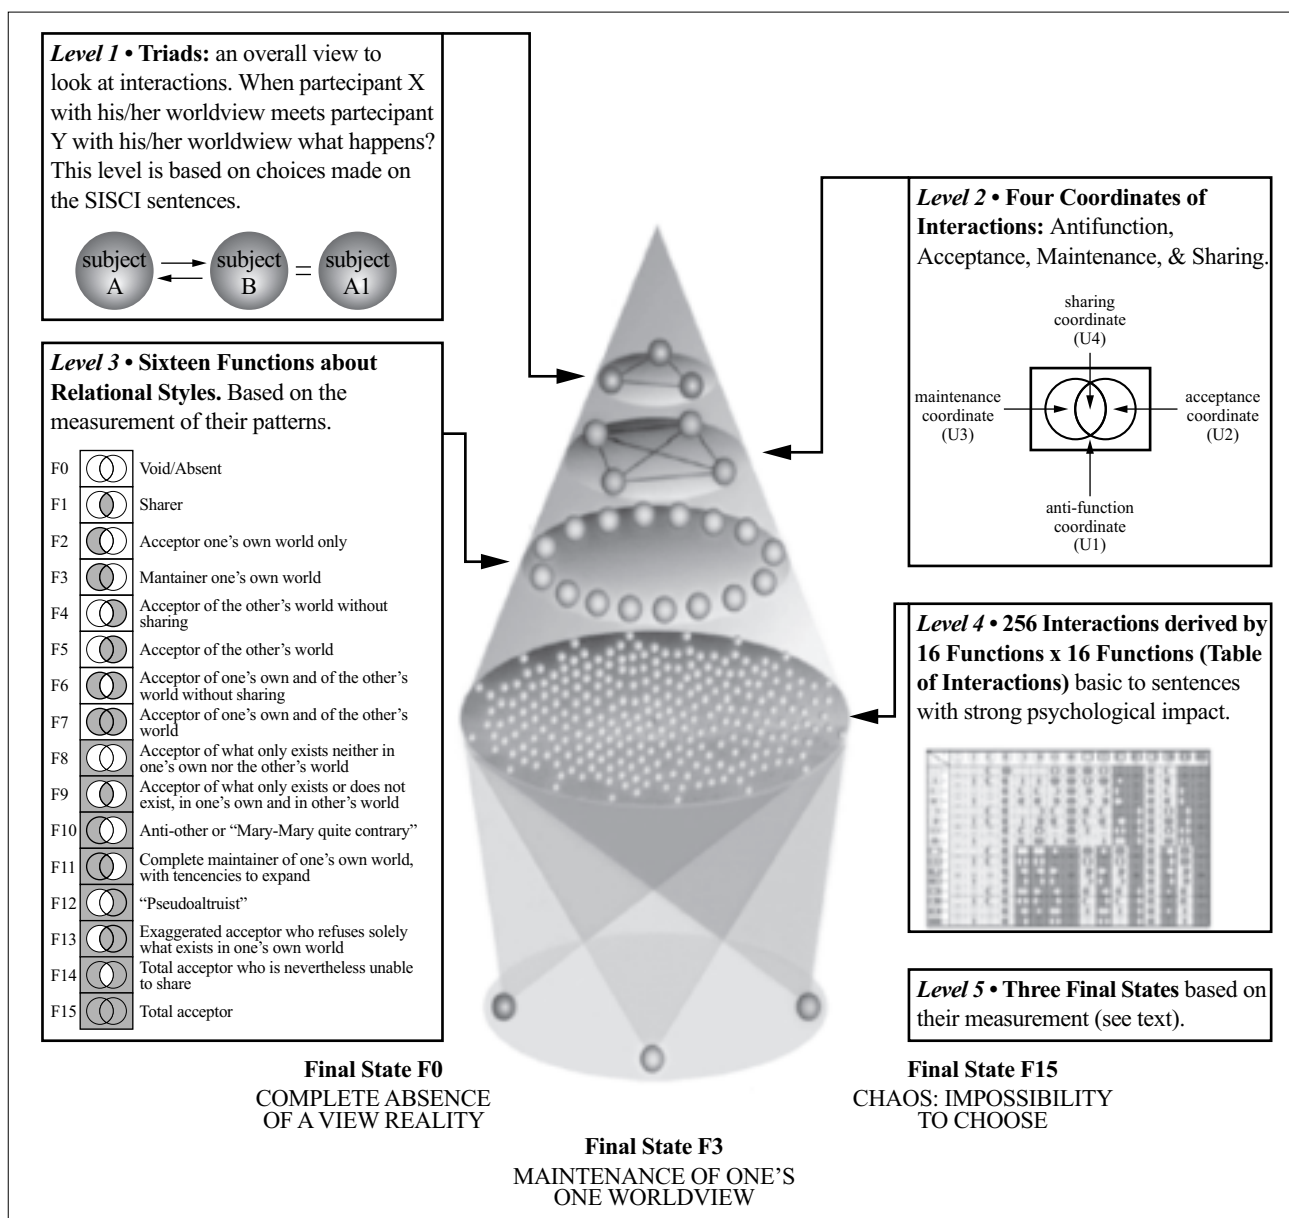 Level 1 • Triads: an overall view to
look at interactions. When partecipant X
with his/her worldview meets partecipant
Y with his/her worldwiew what happens?
This level is based on choices made on
the SISCI sentences.
subject
A
subject
B
=
subject
A1
Level 2 • Four Coordinates of
Interactions: Antifunction,
Acceptance, Maintenance, & Sharing.
sharing
coordinate
(U4)
maintenance
coordinate
(U3)
acceptance
coordinate
(U2)
anti-function
coordinate
(U1)
Level 3 • Sixteen Functions about
Relational Styles. Based on the
measurement of their patterns.
F0 Void/Absent
F1 Sharer
F2 Acceptor one's own world only
F3 Mantainer one's own world
F4 Acceptor of the other's world without
sharing
F5 Acceptor of the other's world
F6 Acceptor of one's own and of the other's
world without sharing
F7 Acceptor of one's own and of the other's
world
F8 Acceptor of what only exists neither in
one's own nor the other's world
F9 Acceptor of what only exists or does not
exist, in one's own and in other's world
F10 Anti-other or “Mary-Mary quite contrary”
F11 Complete maintainer of one's own world,
with tencencies to expand
F12 “Pseudoaltruist”
F13 Exaggerated acceptor who refuses solely
what exists in one's own world
F14 Total acceptor who is nevertheless unable
to share
F15 Total acceptor
Level 4 • 256 Interactions derived by
16 Functions x 16 Functions (Table
of Interactions) basic to sentences
with strong psychological impact.
Level 5 • Three Final States based on
their measurement (see text).
Final State F0
COMPLETE ABSENCE
OF A VIEW REALITY
Final State F15
CHAOS: IMPOSSIBILITY
TO CHOOSE
Final State F3
MAINTENANCE OF ONE'S
ONE WORLDVIEW